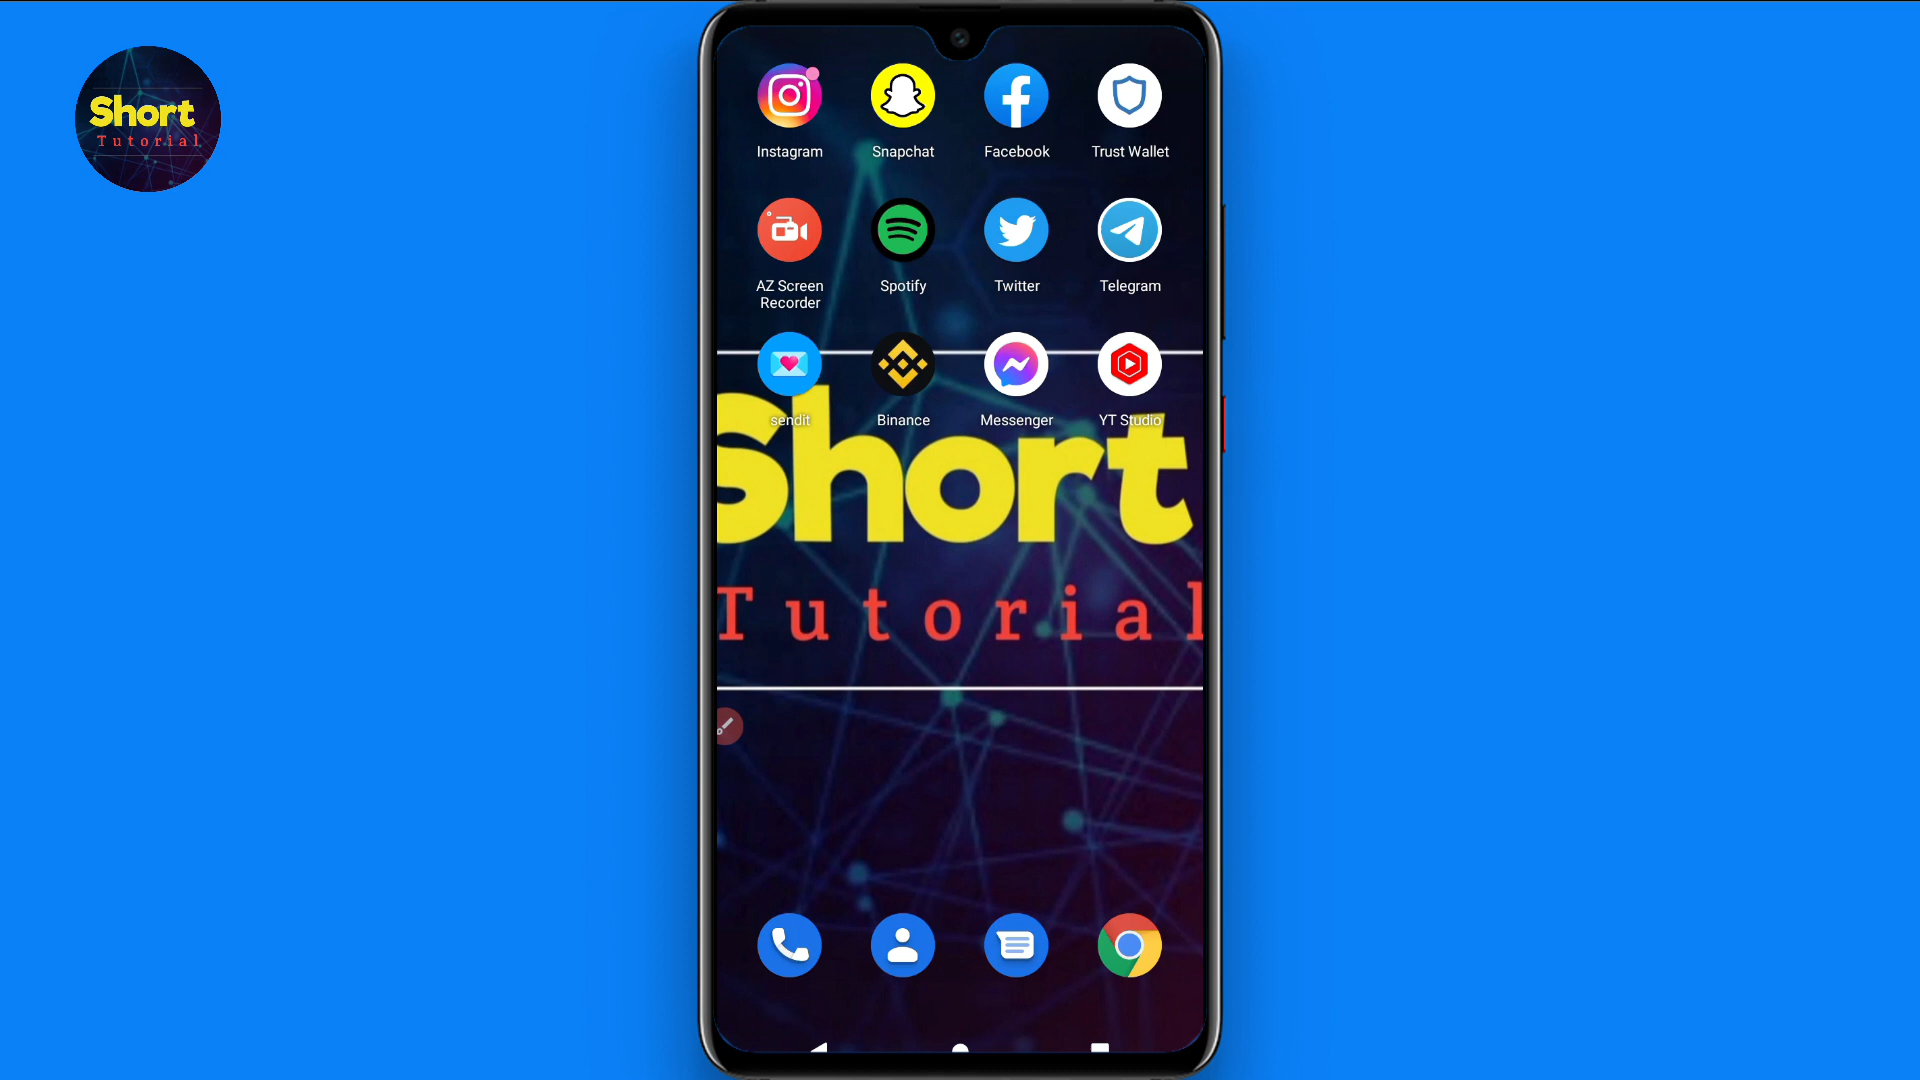 Short
Tutorial
Instagram Snapchat Facebook Trust Wallet
AZ Screen Spotify Twitter Telegram
Recorder
sendit Binance Messenger YT Studio
Short
Tutorial